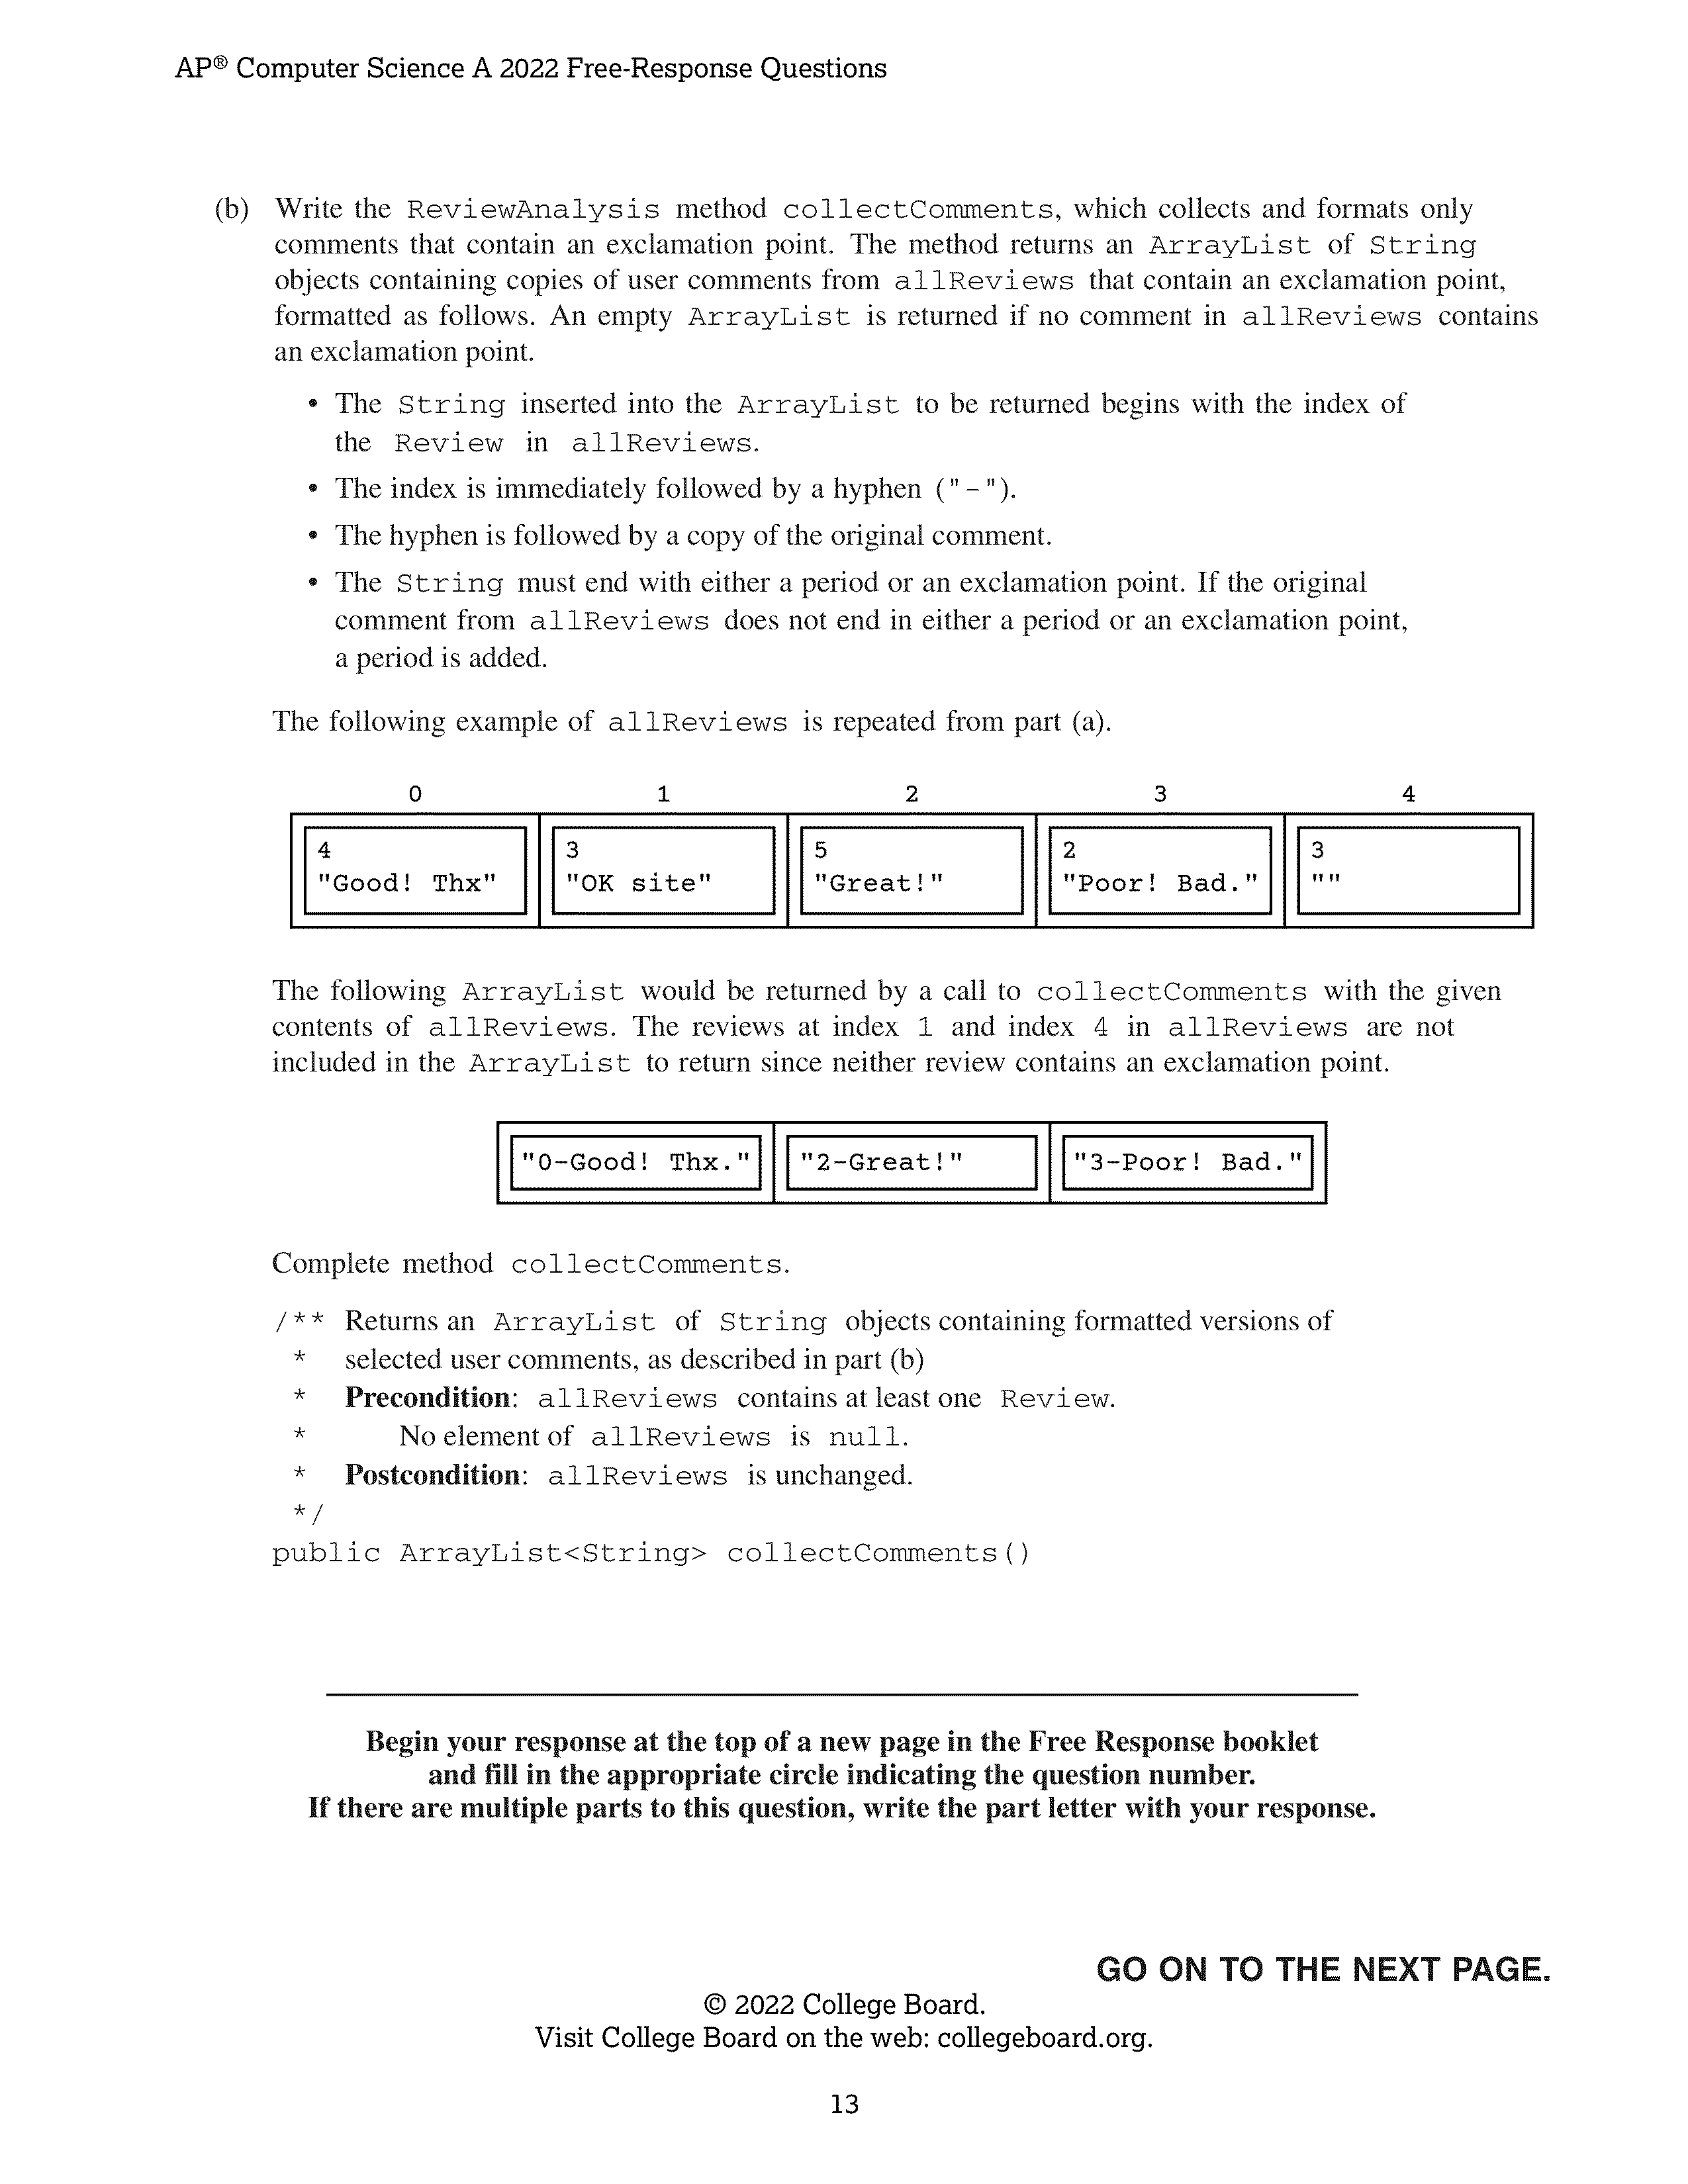 AP® Computer Science A 2022 Free-Response Questions
(b) Write the ReviewAnalysis method collectComments, which collects and formats only
comments that contain an exclamation point. The method returns an ArrayList of String
objects containing copies of user comments from allReviews that contain an exclamation point,
formatted as follows. An empty ArrayList is returned if no comment in allReviews contains
an exclamation point.
• The String inserted into the ArrayList to be returned begins with the index of
the Review in allReviews.
• The index is immediately followed by a hyphen ("-").
• The hyphen is followed by a copy of the original comment.
• The String must end with either a period or an exclamation point. If the original
comment from allReviews does not end in either a period or an exclamation point,
a period is added.
The following example of allReviews is repeated from part (a).
0 1 2 3 4
4 3 5 2 3
"Good! Thx" "OK site" "Great!" "Poor! Bad." ""
The following ArrayList would be returned by a call to collectComments with the given
contents of allReviews. The reviews at index 1 and index 4 in allReviews are not
included in the ArrayList to return since neither review contains an exclamation point.
"0-Good! Thx." "2-Great!" "3-Poor! Bad."
Complete method collectComments.
/** Returns an ArrayList of String objects containing formatted versions of
* selected user comments, as described in part (b)
* Precondition: allReviews contains at least one Review.
* No element of allReviews is null.
* Postcondition: allReviews is unchanged.
*/
public ArrayList<String> collectComments()
Begin your response at the top of a new page in the Free Response booklet
and fill in the appropriate circle indicating the question number.
If there are multiple parts to this question, write the part letter with your response.
GO ON TO THE NEXT PAGE.
© 2022 College Board.
Visit College Board on the web: collegeboard.org.
13